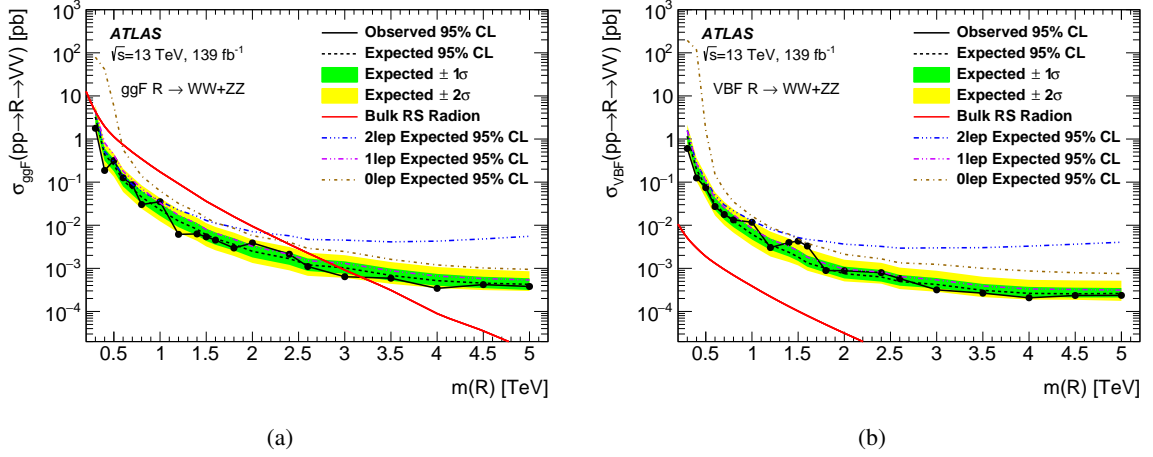 ATLAS
√s=13 TeV, 139 fb⁻¹
ggF R → WW+ZZ
Observed 95% CL
Expected 95% CL
Expected ± 1σ
Expected ± 2σ
Bulk RS Radion
2lep Expected 95% CL
1lep Expected 95% CL
0lep Expected 95% CL
σggF(pp→R→VV) [pb]
10³
10²
10
1
10⁻¹
10⁻²
10⁻³
10⁻⁴
0.5 1 1.5 2 2.5 3 3.5 4 4.5 5
m(R) [TeV]
(a)
ATLAS
√s=13 TeV, 139 fb⁻¹
VBF R → WW+ZZ
Observed 95% CL
Expected 95% CL
Expected ± 1σ
Expected ± 2σ
Bulk RS Radion
2lep Expected 95% CL
1lep Expected 95% CL
0lep Expected 95% CL
σVBF(pp→R→VV) [pb]
10³
10²
10
1
10⁻¹
10⁻²
10⁻³
10⁻⁴
0.5 1 1.5 2 2.5 3 3.5 4 4.5 5
m(R) [TeV]
(b)